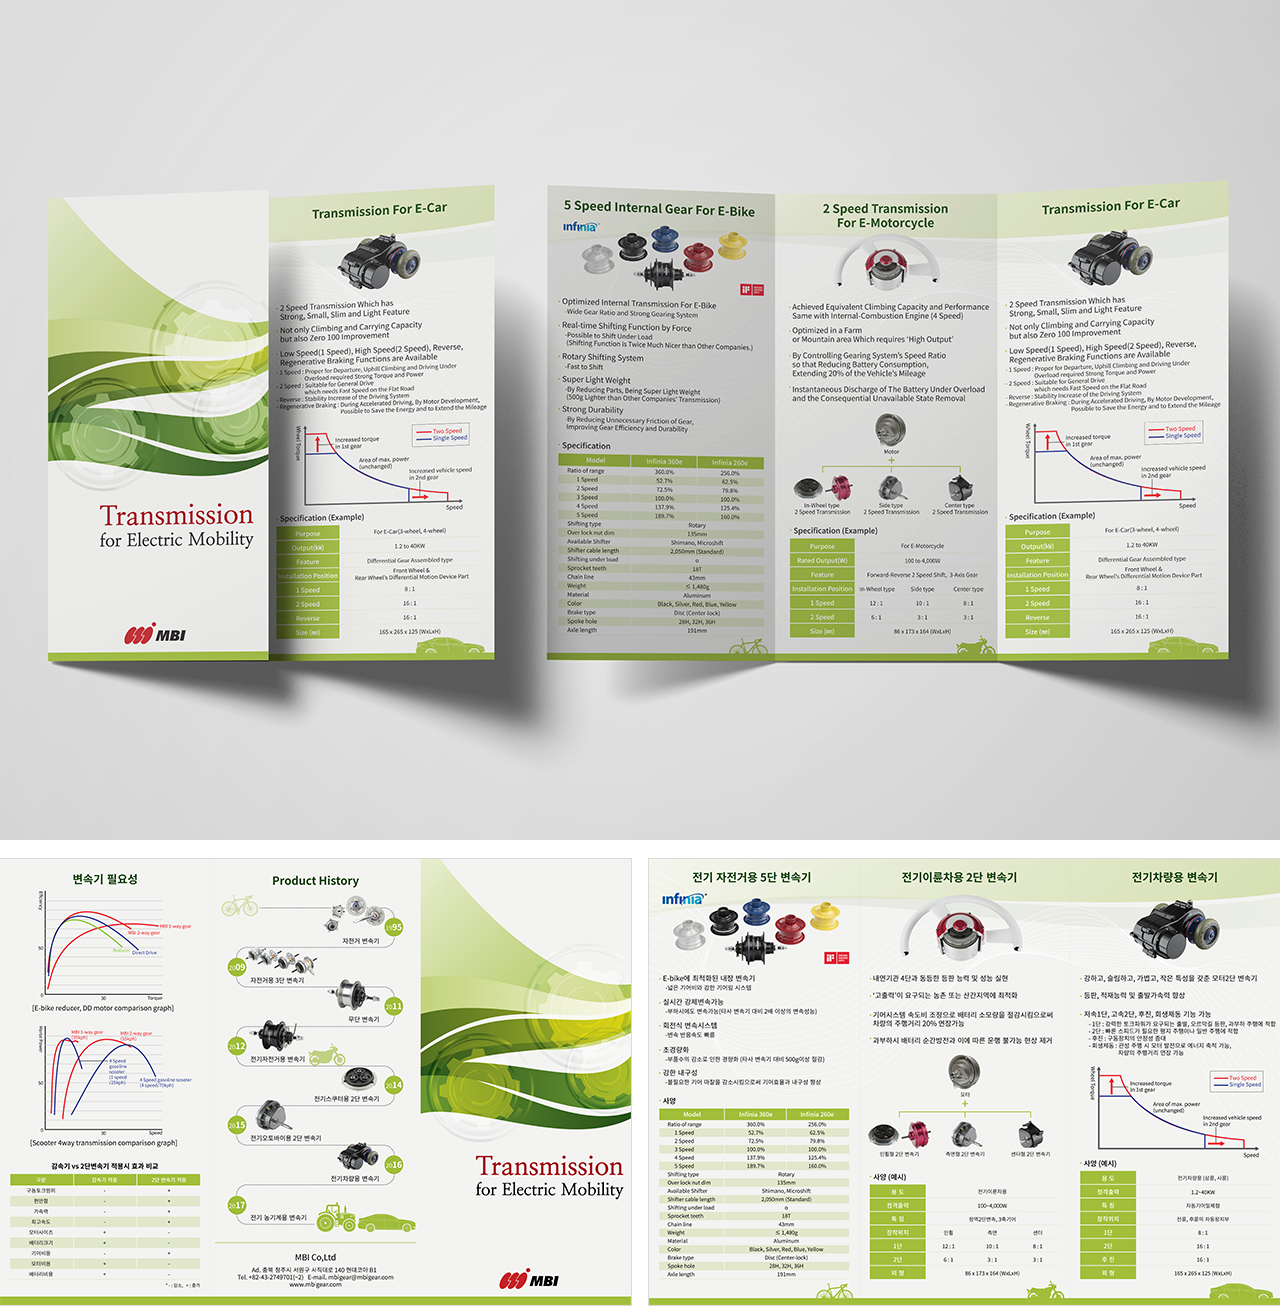 Transmission
for Electric Mobility
MBI
Transmission For E-Car
· 2 Speed Transmission Which has
Strong, Small, Slim and Light Feature
· Not only Climbing and Carrying Capacity
but also Zero 100 Improvement
· Low Speed(1 Speed), High Speed(2 Speed), Reverse,
Regenerative Braking Functions are Available
- 1 Speed : Proper for Departure, Uphill Climbing and Driving Under
Overload required Strong Torque and Power
- 2 Speed : Suitable for General Drive
which needs Fast Speed on the Flat Road
- Reverse : Stability Increase of the Driving System
- Regenerative Braking : During Accelerated Driving, By Motor Development,
Possible to Save the Energy and to Extend the Mileage
Wheel Torque
Two Speed
Single Speed
Increased torque
in 1st gear
Area of max. power
(unchanged)
Increased vehicle speed
in 2nd gear
Speed
· Specification (Example)
Purpose For E-Car(3-wheel, 4-wheel)
Output(kW) 1.2 to 40KW
Feature Differential Gear Assembled type
Installation Position Front Wheel &
Rear Wheel's Differential Motion Device Part
1 Speed 8 : 1
2 Speed 16 : 1
Reverse 16 : 1
Size (㎜) 165 x 265 x 125 (WxLxH)
5 Speed Internal Gear For E-Bike
infinia
· Optimized Internal Transmission For E-Bike
-Wide Gear Ratio and Strong Gearing System
· Real-time Shifting Function by Force
-Possible to Shift Under Load
(Shifting Function is Twice Much Nicer than Other Companies.)
· Rotary Shifting System
-Fast to Shift
· Super Light Weight
-By Reducing Parts, Being Super Light Weight
(500g Lighter than Other Companies' Transmission)
· Strong Durability
-By Reducing Unnecessary Friction of Gear,
Improving Gear Efficiency and Durability
· Specification
Model Infinia 360e Infinia 260e
Ratio of range 360.0% 256.0%
1 Speed 52.7% 62.5%
2 Speed 72.5% 79.8%
3 Speed 100.0% 100.0%
4 Speed 137.9% 125.4%
5 Speed 189.7% 160.0%
Shifting type Rotary
Over lock nut dim 135mm
Available Shifter Shimano, Microshift
Shifter cable length 2,050mm (Standard)
Shifting under load o
Sprocket teeth 18T
Chain line 43mm
Weight ≤ 1,480g
Material Aluminum
Color Black, Silver, Red, Blue, Yellow
Brake type Disc (Center-lock)
Spoke hole 28H, 32H, 36H
Axle length 191mm
2 Speed Transmission
For E-Motorcycle
· Achieved Equivalent Climbing Capacity and Performance
Same with Internal-Combustion Engine (4 Speed)
· Optimized in a Farm
or Mountain area Which requires 'High Output'
· By Controlling Gearing System's Speed Ratio
so that Reducing Battery Consumption,
Extending 20% of the Vehicle's Mileage
· Instantaneous Discharge of The Battery Under Overload
and the Consequential Unavailable State Removal
Motor
+
In-Wheel type
2 Speed Transmission
Side type
2 Speed Transmission
Center type
2 Speed Transmission
· Specification (Example)
Purpose For E-Motorcycle
Rated Output(W) 100 to 4,000W
Feature Forward-Reverse 2 Speed Shift, 3-Axis Gear
Installation Position In-Wheel type Side type Center type
1 Speed 12 : 1 10 : 1 8 : 1
2 Speed 6 : 1 3 : 1 3 : 1
Size (㎜) 86 x 173 x 164 (WxLxH)
Transmission For E-Car
· 2 Speed Transmission Which has
Strong, Small, Slim and Light Feature
· Not only Climbing and Carrying Capacity
but also Zero 100 Improvement
· Low Speed(1 Speed), High Speed(2 Speed), Reverse,
Regenerative Braking Functions are Available
- 1 Speed : Proper for Departure, Uphill Climbing and Driving Under
Overload required Strong Torque and Power
- 2 Speed : Suitable for General Drive
which needs Fast Speed on the Flat Road
- Reverse : Stability Increase of the Driving System
- Regenerative Braking : During Accelerated Driving, By Motor Development,
Possible to Save the Energy and to Extend the Mileage
Wheel Torque
Two Speed
Single Speed
Increased torque
in 1st gear
Area of max. power
(unchanged)
Increased vehicle speed
in 2nd gear
Speed
· Specification (Example)
Purpose For E-Car(3-wheel, 4-wheel)
Output(kW) 1.2 to 40KW
Feature Differential Gear Assembled type
Installation Position Front Wheel &
Rear Wheel's Differential Motion Device Part
1 Speed 8 : 1
2 Speed 16 : 1
Reverse 16 : 1
Size (㎜) 165 x 265 x 125 (WxLxH)
변속기 필요성
Efficiency
50
0
30
Torque
MBI 1-way gear
MBI 2-way gear
Reducer
Direct Drive
[E-bike reducer, DD motor comparison graph]
Horse Power
MBI 1-way gear
(35kph)
MBI 2-way gear
(55kph)
4 Speed
gasoline
scooter
(1 speed
/25kph)
4 Speed gasoline scooter
(4 speed/70kph)
50
0
30
Speed
[Scooter 4way transmission comparison graph]
감속기 vs 2단변속기 적용시 효과 비교
구분 감속기 적용 2단 변속기 적용
구동토크범위 - +
등판력 - +
가속력 - +
최고속도 - +
모터사이즈 + -
배터리크기 + -
기어비용 - +
모터비용 + -
배터리비용 + -
* - : 감소, + : 증가
Product History
1995
자전거 변속기
2009
자전거용 3단 변속기
2011
무단 변속기
2012
전기자전거용 변속기
2014
전기스쿠터용 2단 변속기
2015
전기오토바이용 2단 변속기
2016
전기차량용 변속기
2017
전기 농기계용 변속기
MBI Co,Ltd
Ad. 충북 청주시 서원구 사직대로 140 현대코아 B1
Tel. +82-43-2749701(~2) E-mail. mbigear@mbigear.com
www.mbigear.com
Transmission
for Electric Mobility
MBI
전기 자전거용 5단 변속기
infinia
· E-bike에 최적화된 내장 변속기
-넓은 기어비와 강한 기어링 시스템
· 실시간 강제변속가능
-부하시에도 변속가능(타사 변속기 대비 2배 이상의 변속성능)
· 회전식 변속시스템
-변속 반응속도 빠름
· 초경량화
-부품수의 감소로 인한 경량화 (타사 변속기 대비 500g이상 절감)
· 강한 내구성
-불필요한 기어 마찰을 감소시킴으로써 기어효율과 내구성 향상
· 사양
Model Infinia 360e Infinia 260e
Ratio of range 360.0% 256.0%
1 Speed 52.7% 62.5%
2 Speed 72.5% 79.8%
3 Speed 100.0% 100.0%
4 Speed 137.9% 125.4%
5 Speed 189.7% 160.0%
Shifting type Rotary
Over lock nut dim 135mm
Available Shifter Shimano, Microshift
Shifter cable length 2,050mm (Standard)
Shifting under load o
Sprocket teeth 18T
Chain line 43mm
Weight ≤ 1,480g
Material Aluminum
Color Black, Silver, Red, Blue, Yellow
Brake type Disc (Center-lock)
Spoke hole 28H, 32H, 36H
Axle length 191mm
전기이륜차용 2단 변속기
· 내연기관 4단과 동등한 등판 능력 및 성능 실현
· '고출력'이 요구되는 농촌 또는 산간지역에 최적화
· 기어시스템 속도비 조정으로 배터리 소모량을 절감시킴으로써
차량의 주행거리 20% 연장가능
· 과부하시 배터리 순간방전과 이에 따른 운행 불가능 현상 제거
모터
+
인휠형 2단 변속기
측면형 2단 변속기
센터형 2단 변속기
· 사양 (예시)
용 도 전기이륜차용
정격출력 100~4,000W
특 징 정역2단변속, 3축기어
장착위치 인휠 측면 센터
1단 12 : 1 10 : 1 8 : 1
2단 6 : 1 3 : 1 3 : 1
외 형 86 x 173 x 164 (WxLxH)
전기차량용 변속기
· 강하고, 슬림하고, 가볍고, 작은 특성을 갖춘 모터2단 변속기
· 등판, 적재능력 및 출발가속력 향상
· 저속1단, 고속2단, 후진, 회생제동 기능 가능
- 1단 : 강력한 토크파워가 요구되는 출발, 오르막길 등판, 과부하 주행에 적합
- 2단 : 빠른 스피드가 필요한 평지 주행이나 일반 주행에 적합
- 후진 : 구동장치의 안정성 증대
- 회생제동 : 관성 주행 시 모터 발전으로 에너지 축적 가능,
차량의 주행거리 연장 가능
Wheel Torque
Two Speed
Single Speed
Increased torque
in 1st gear
Area of max. power
(unchanged)
Increased vehicle speed
in 2nd gear
Speed
· 사양 (예시)
용 도 전기차량용 (삼륜, 사륜)
정격출력 1.2~40KW
특 징 차동기어일체형
장착위치 전륜, 후륜의 차동장치부
1단 8 : 1
2단 16 : 1
후 진 16 : 1
외 형 165 x 265 x 125 (WxLxH)